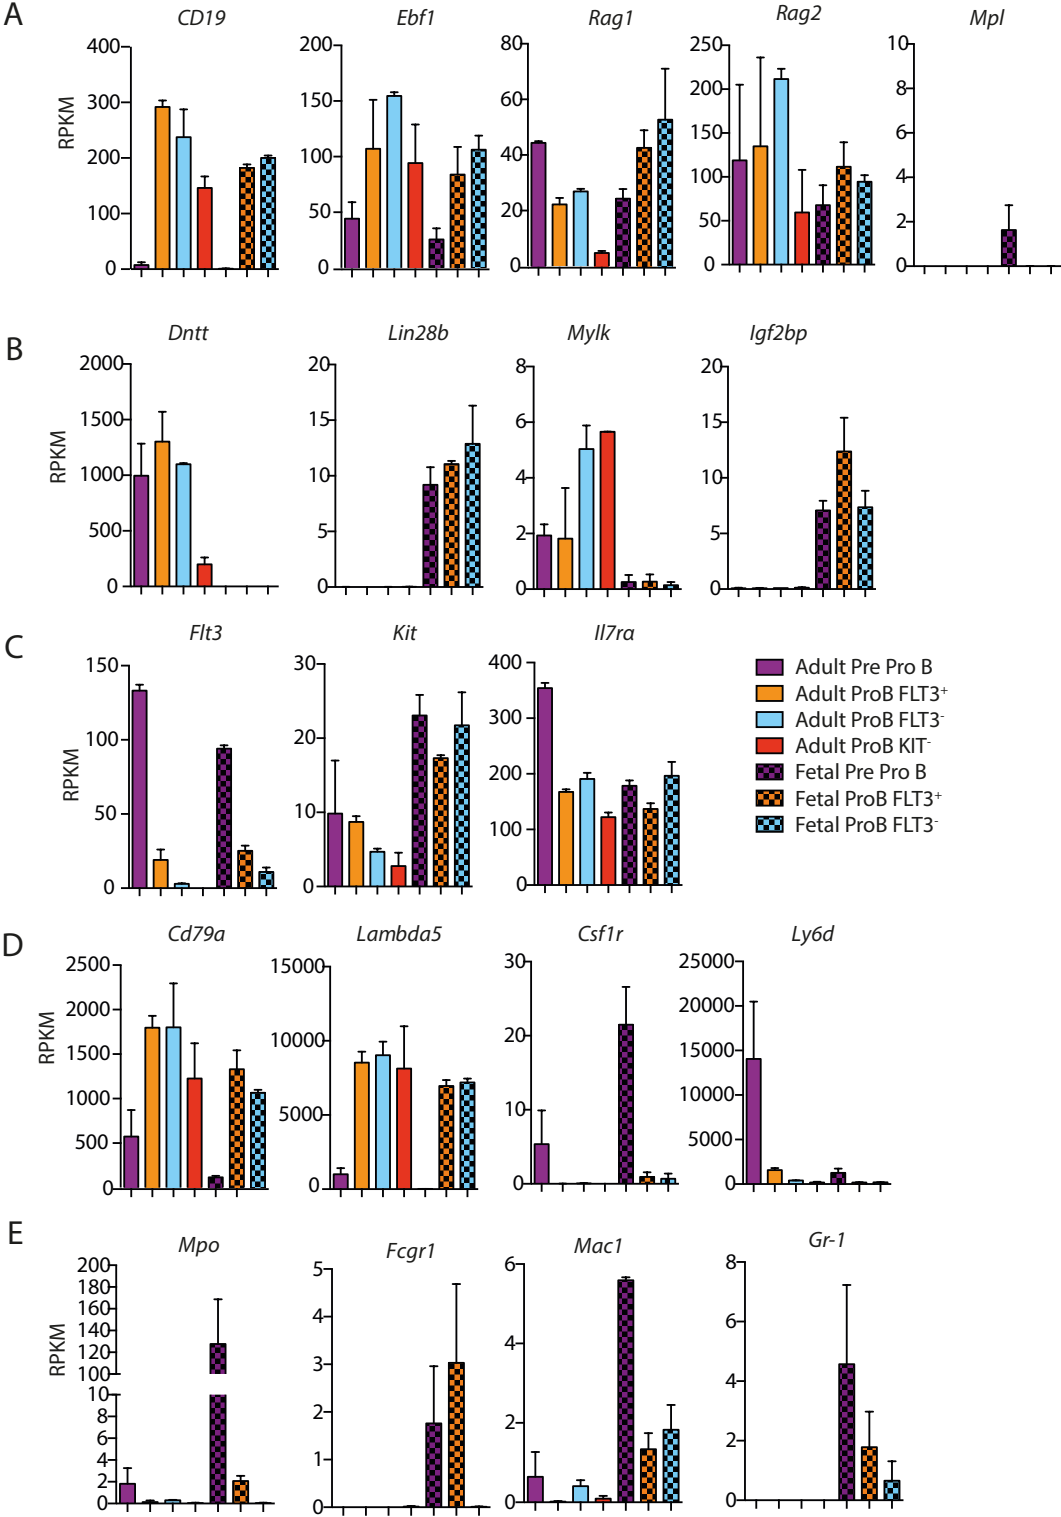 A
CD19
Ebf1
Rag1
Rag2
Mpl
RPKM
400
300
200
100
0
200
150
100
50
0
80
60
40
20
0
250
200
150
100
50
0
10
8
6
4
2
0
B
Dntt
Lin28b
Mylk
Igf2bp
RPKM
2000
1500
1000
500
0
20
15
10
5
0
8
6
4
2
0
20
15
10
5
0
C
Flt3
Kit
Il7ra
RPKM
150
100
50
0
30
20
10
0
400
300
200
100
0
Adult Pre Pro B
Adult ProB FLT3+
Adult ProB FLT3-
Adult ProB KIT-
Fetal Pre Pro B
Fetal ProB FLT3+
Fetal ProB FLT3-
D
Cd79a
Lambda5
Csf1r
Ly6d
RPKM
2500
2000
1500
1000
500
0
15000
10000
5000
0
30
20
10
0
25000
20000
15000
10000
5000
0
E
Mpo
Fcgr1
Mac1
Gr-1
RPKM
200
180
160
140
120
100
10
8
6
4
2
0
5
4
3
2
1
0
6
4
2
0
8
6
4
2
0